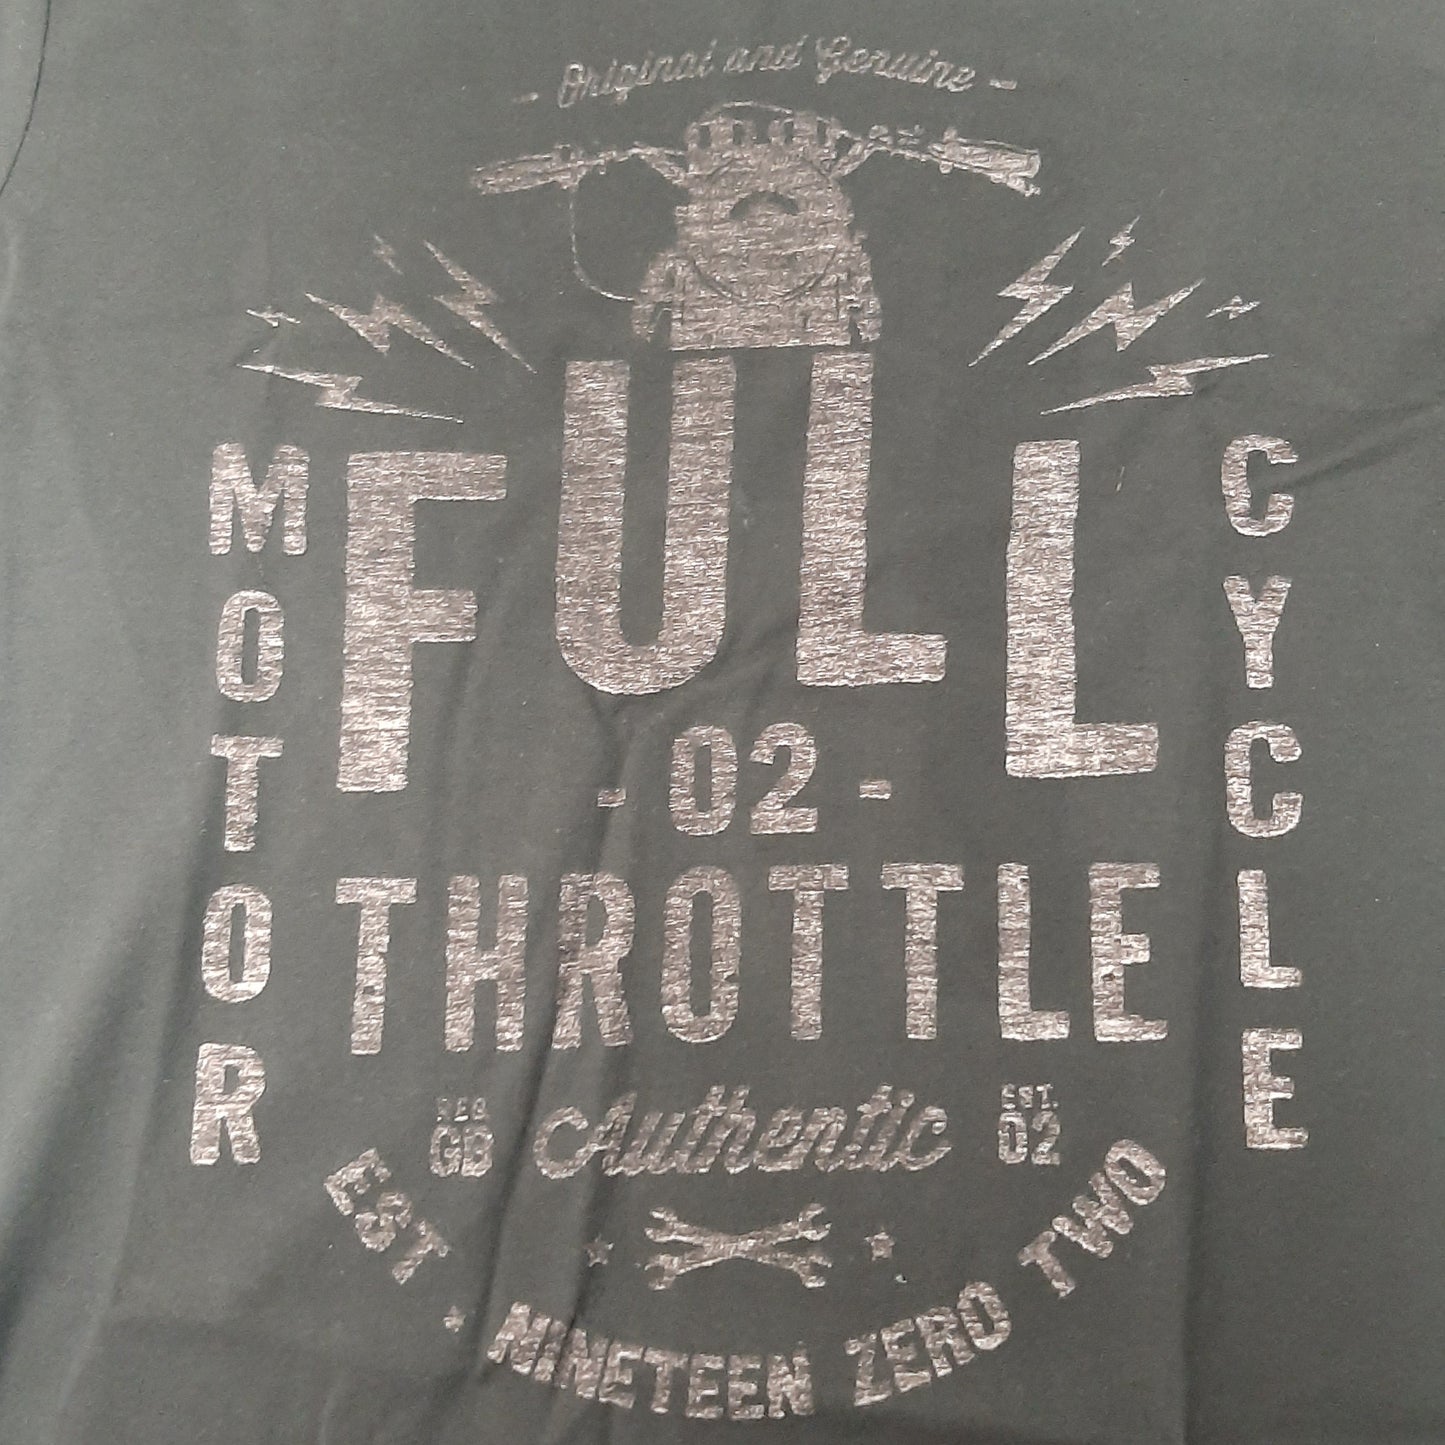 - Original and Genuine -
FULL
MOTOR
CYCLE
- 02 -
THROTTLE
REG. GB
Authentic
EST. 02
EST. NINETEEN ZERO TWO